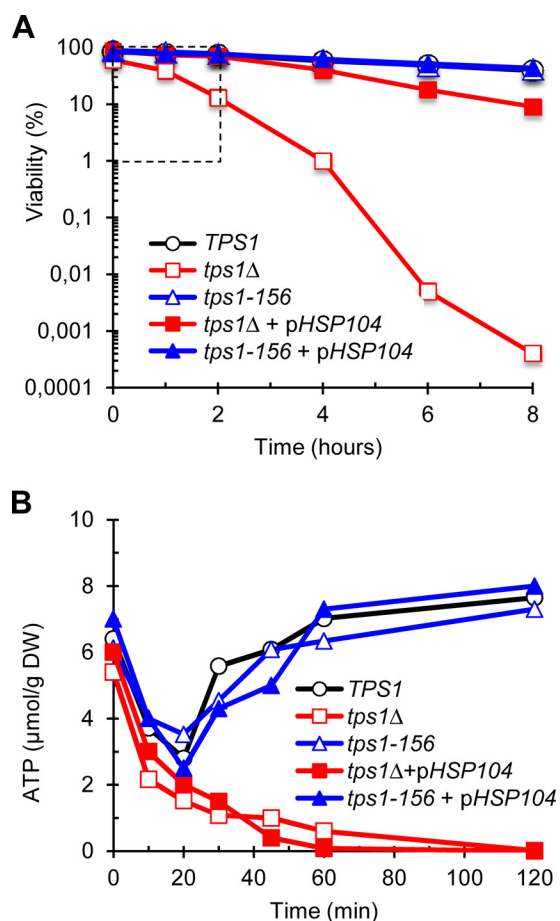 A
100
10
1
0,1
0,01
0,001
0,0001
Viability (%)
TPS1
tps1Δ
tps1-156
tps1Δ + pHSP104
tps1-156 + pHSP104
0 2 4 6 8
Time (hours)
B
8
6
4
2
0
ATP (µmol/g DW)
TPS1
tps1Δ
tps1-156
tps1Δ+pHSP104
tps1-156 + pHSP104
0 20 40 60 80 100 120
Time (min)